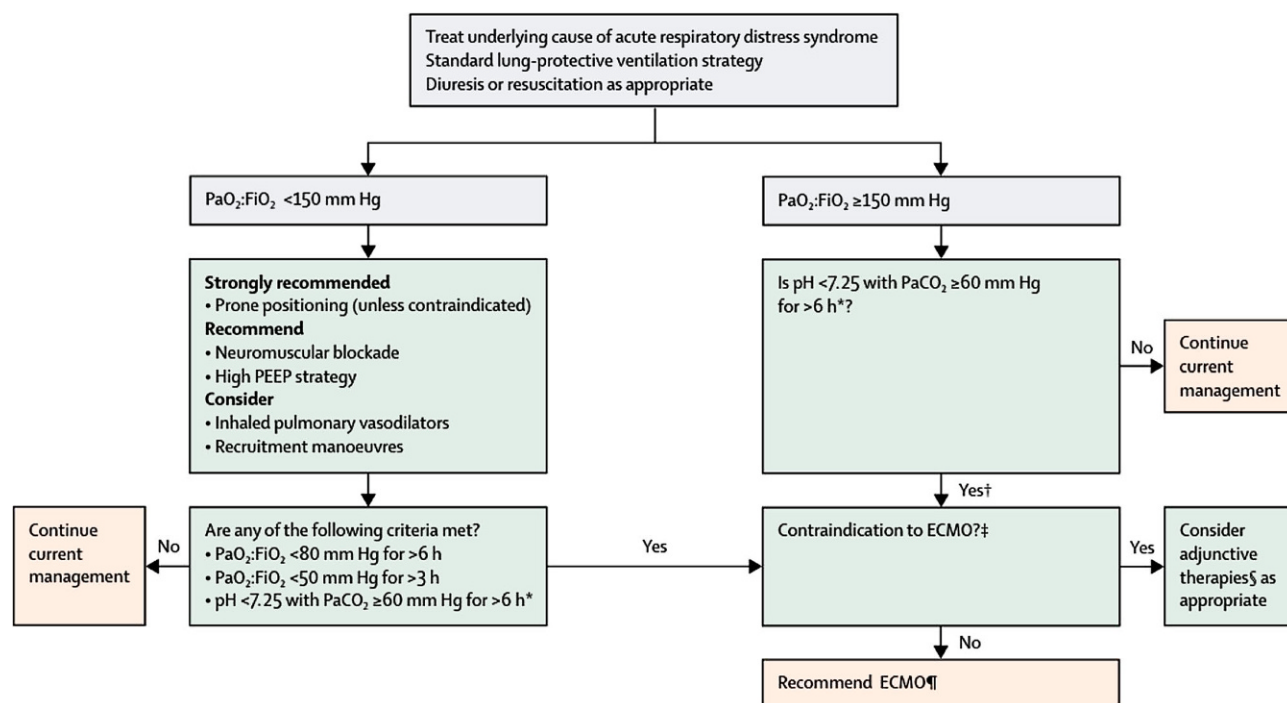 Treat underlying cause of acute respiratory distress syndrome
Standard lung-protective ventilation strategy
Diuresis or resuscitation as appropriate
PaO₂:FiO₂ <150 mm Hg
PaO₂:FiO₂ ≥150 mm Hg
Strongly recommended
• Prone positioning (unless contraindicated)
Recommend
• Neuromuscular blockade
• High PEEP strategy
Consider
• Inhaled pulmonary vasodilators
• Recruitment manoeuvres
Is pH <7.25 with PaCO₂ ≥60 mm Hg
for >6 h*?
No
Continue
current
management
Yes†
Continue
current
management
No
Are any of the following criteria met?
• PaO₂:FiO₂ <80 mm Hg for >6 h
• PaO₂:FiO₂ <50 mm Hg for >3 h
• pH <7.25 with PaCO₂ ≥60 mm Hg for >6 h*
Yes
Contraindication to ECMO?‡
Yes
Consider
adjunctive
therapies§ as
appropriate
No
Recommend ECMO¶